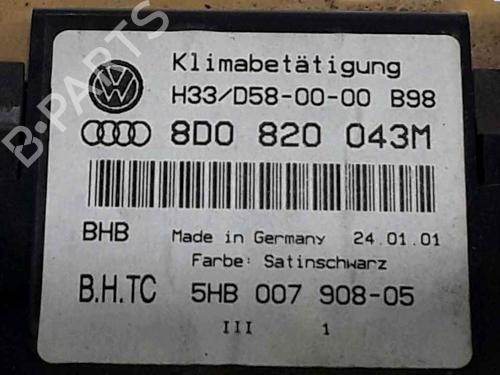 B-PARTS
Klimabetätigung
H33/D58-00-00 B98
8D0 820 043M
BHB Made in Germany 24.01.01
Farbe: Satinschwarz
B.H.TC 5HB 007 908-05
III 1